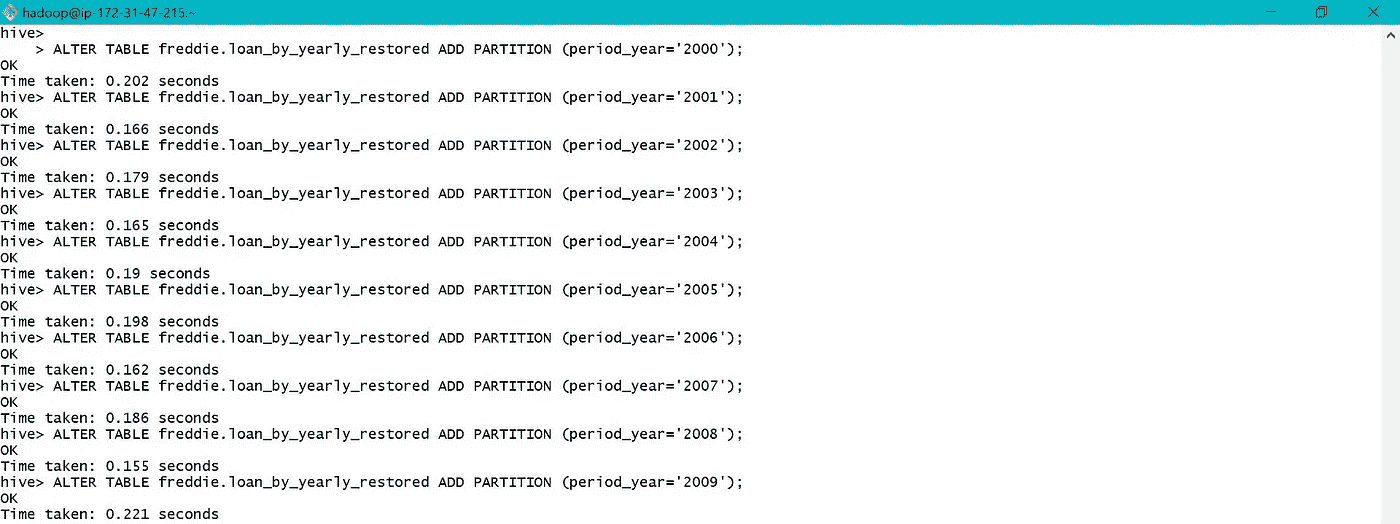 hadoop@ip-172-31-47-215:~
hive>
    > ALTER TABLE freddie.loan_by_yearly_restored ADD PARTITION (period_year='2000');
OK
Time taken: 0.202 seconds
hive> ALTER TABLE freddie.loan_by_yearly_restored ADD PARTITION (period_year='2001');
OK
Time taken: 0.166 seconds
hive> ALTER TABLE freddie.loan_by_yearly_restored ADD PARTITION (period_year='2002');
OK
Time taken: 0.179 seconds
hive> ALTER TABLE freddie.loan_by_yearly_restored ADD PARTITION (period_year='2003');
OK
Time taken: 0.165 seconds
hive> ALTER TABLE freddie.loan_by_yearly_restored ADD PARTITION (period_year='2004');
OK
Time taken: 0.19 seconds
hive> ALTER TABLE freddie.loan_by_yearly_restored ADD PARTITION (period_year='2005');
OK
Time taken: 0.198 seconds
hive> ALTER TABLE freddie.loan_by_yearly_restored ADD PARTITION (period_year='2006');
OK
Time taken: 0.162 seconds
hive> ALTER TABLE freddie.loan_by_yearly_restored ADD PARTITION (period_year='2007');
OK
Time taken: 0.186 seconds
hive> ALTER TABLE freddie.loan_by_yearly_restored ADD PARTITION (period_year='2008');
OK
Time taken: 0.155 seconds
hive> ALTER TABLE freddie.loan_by_yearly_restored ADD PARTITION (period_year='2009');
OK
Time taken: 0.221 seconds